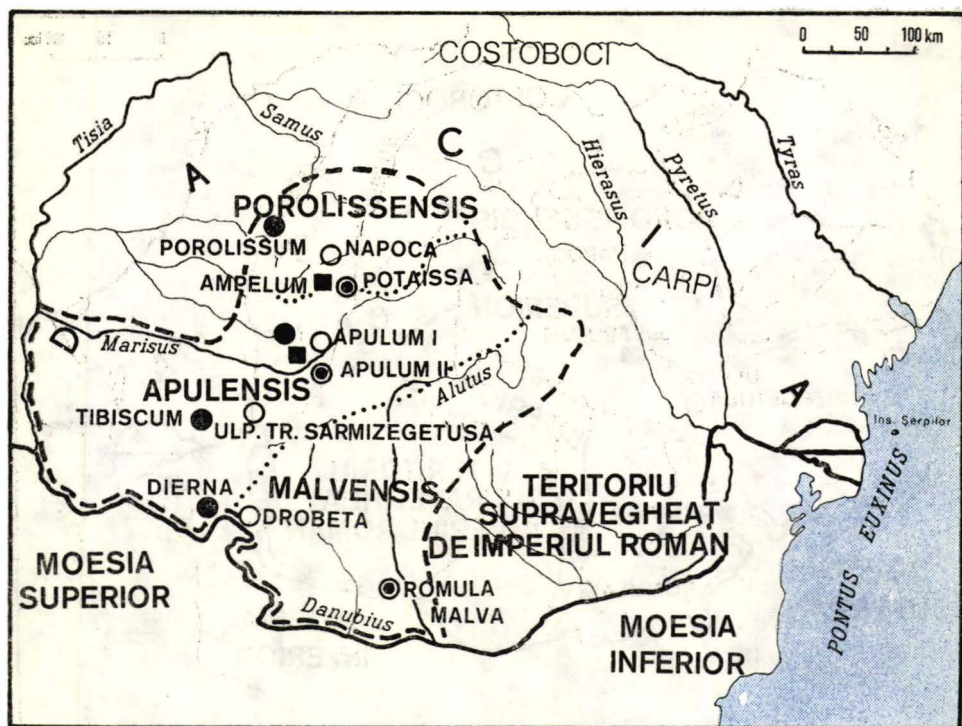 COSTOBOCI
0 50 100 km
Tisia
Samus
C
Hierasus
Pyretus
Tyras
A
POROLISSENSIS
POROLISSUM
NAPOCA
CARPI
AMPELUM
POTAISSA
D
Marisus
APULUM I
APULUM II
Alutus
A
APULENSIS
TIBISCUM
ULP. TR. SARMIZEGETUSA
Ins. Șerpilor
DIERNA
MALVENSIS
DROBETA
TERITORIU
SUPRAVEGHEAT
DE IMPERIUL ROMAN
PONTUS EUXINUS
MOESIA
SUPERIOR
Danubius
ROMULA
MALVA
MOESIA
INFERIOR